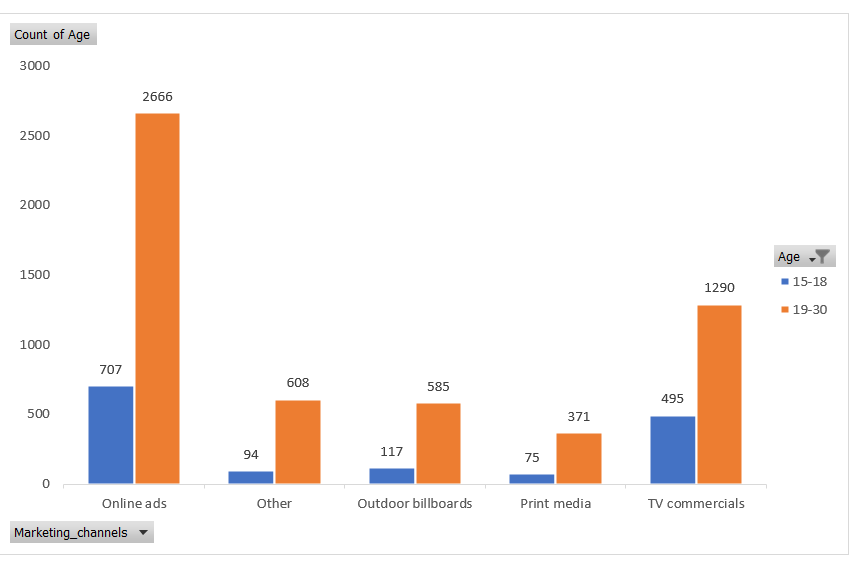 Count of Age
3000
2666
2500
2000
1500
Age
15-18
1290
19-30
1000
707
608
585
495
500
371
94
117
75
0
Online ads
Other
Outdoor billboards
Print media
TV commercials
Marketing_channels